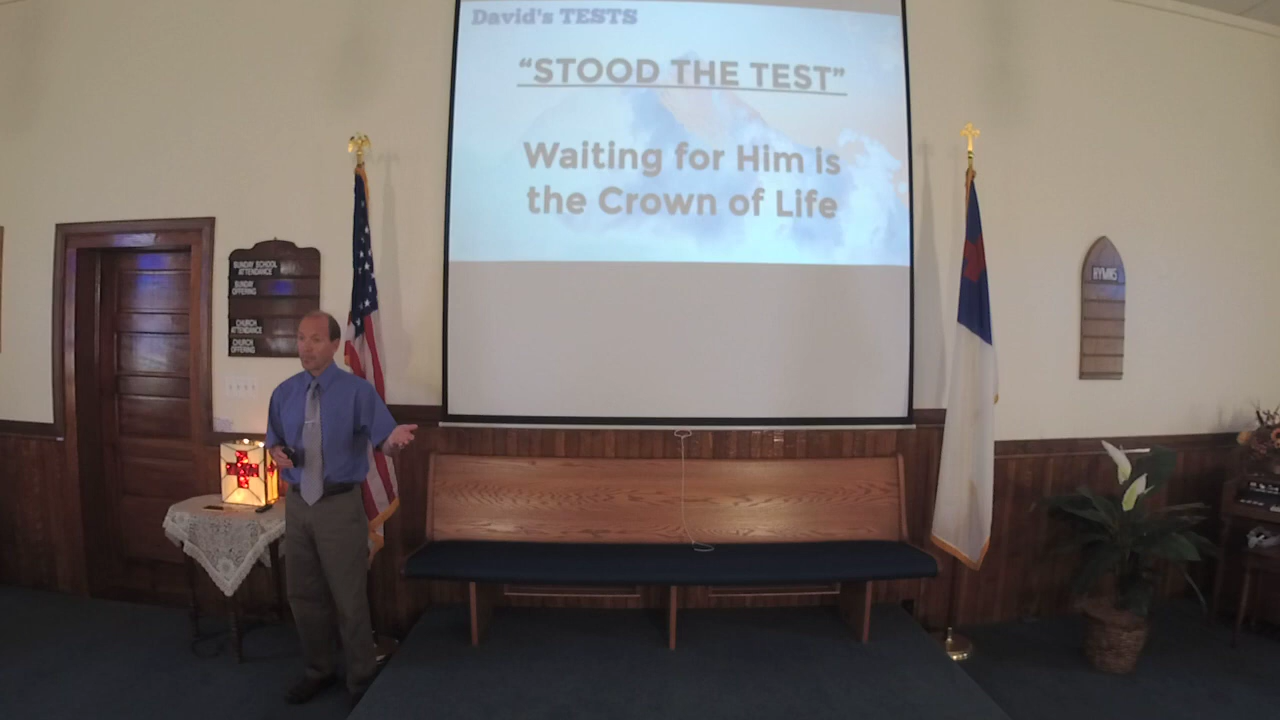 David's TESTS
“STOOD THE TEST”
Waiting for Him is
the Crown of Life
SUNDAY SCHOOL
ATTENDANCE
SUNDAY
OFFERING
CHURCH
ATTENDANCE
CHURCH
OFFERING
HYMNS